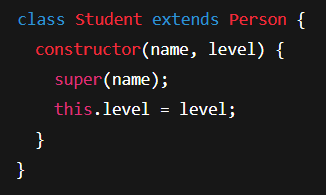 class Student extends Person {
  constructor(name, level) {
    super(name);
    this.level = level;
  }
}